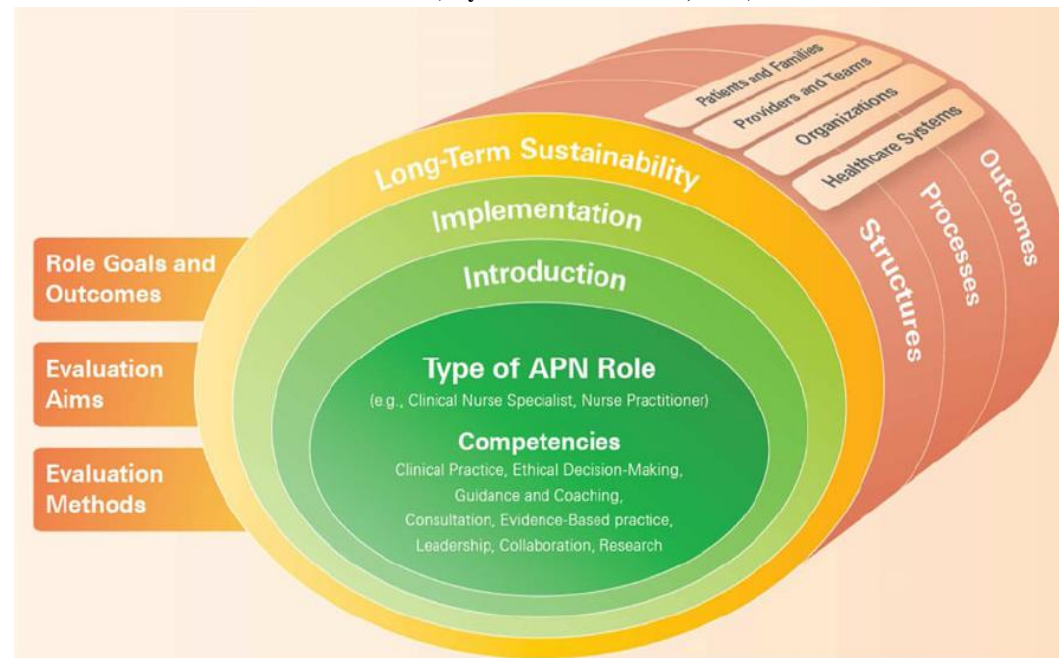 Patients and Families
Providers and Teams
Organizations
Healthcare Systems
Outcomes
Processes
Structures
Long-Term Sustainability
Implementation
Introduction
Role Goals and
Outcomes
Evaluation
Aims
Evaluation
Methods
Type of APN Role
(e.g., Clinical Nurse Specialist, Nurse Practitioner)
Competencies
Clinical Practice, Ethical Decision-Making,
Guidance and Coaching,
Consultation, Evidence-Based practice,
Leadership, Collaboration, Research